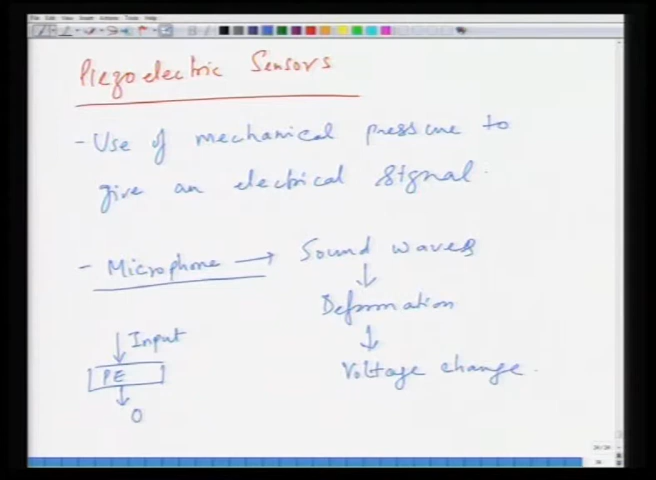 Piezoelectric Sensors
- Use of mechanical pressure to
give an electrical signal.
- Microphone → Sound waves
↓
Deformation
↓
Voltage change.
Input
PE
O